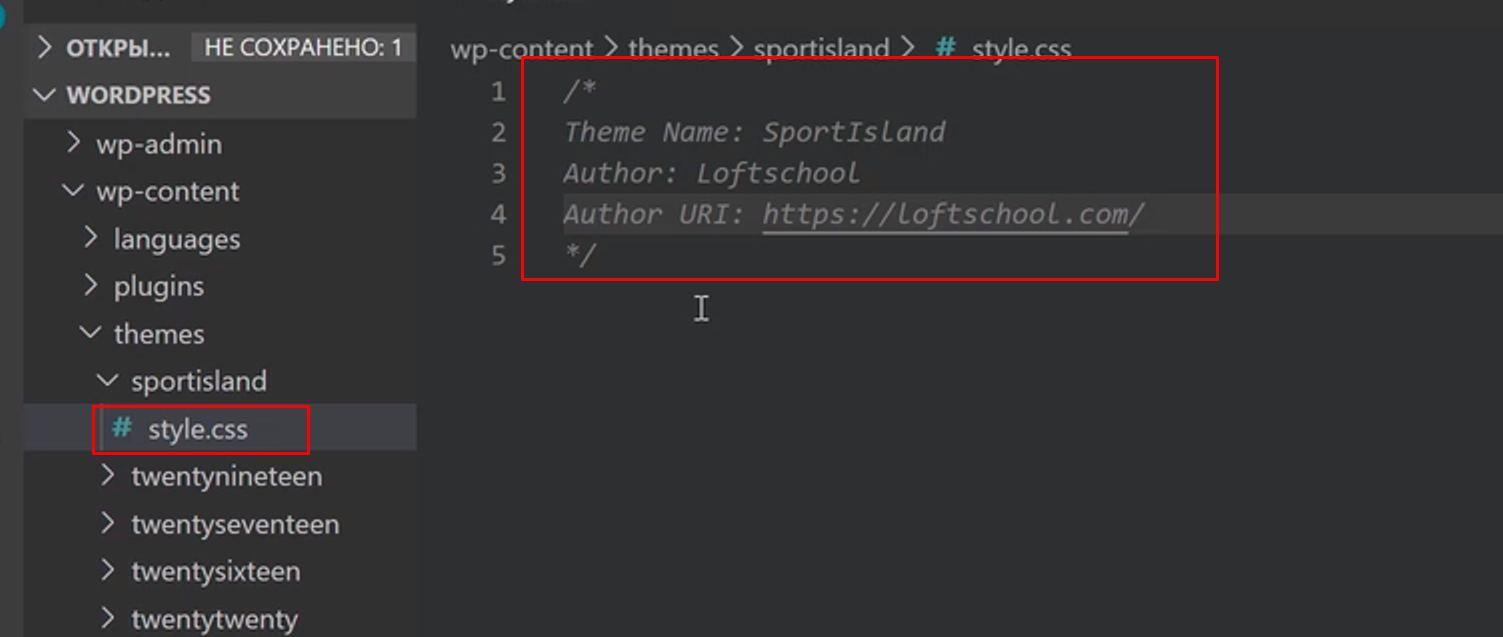 ОТКРЫ... НЕ СОХРАНЕНО: 1
WORDPRESS
wp-admin
wp-content
languages
plugins
themes
sportisland
# style.css
twentynineteen
twentyseventeen
twentysixteen
twentytwenty
wp-content > themes > sportisland > # style.css
1 /*
2 Theme Name: SportIsland
3 Author: Loftschool
4 Author URI: https://loftschool.com/
5 */